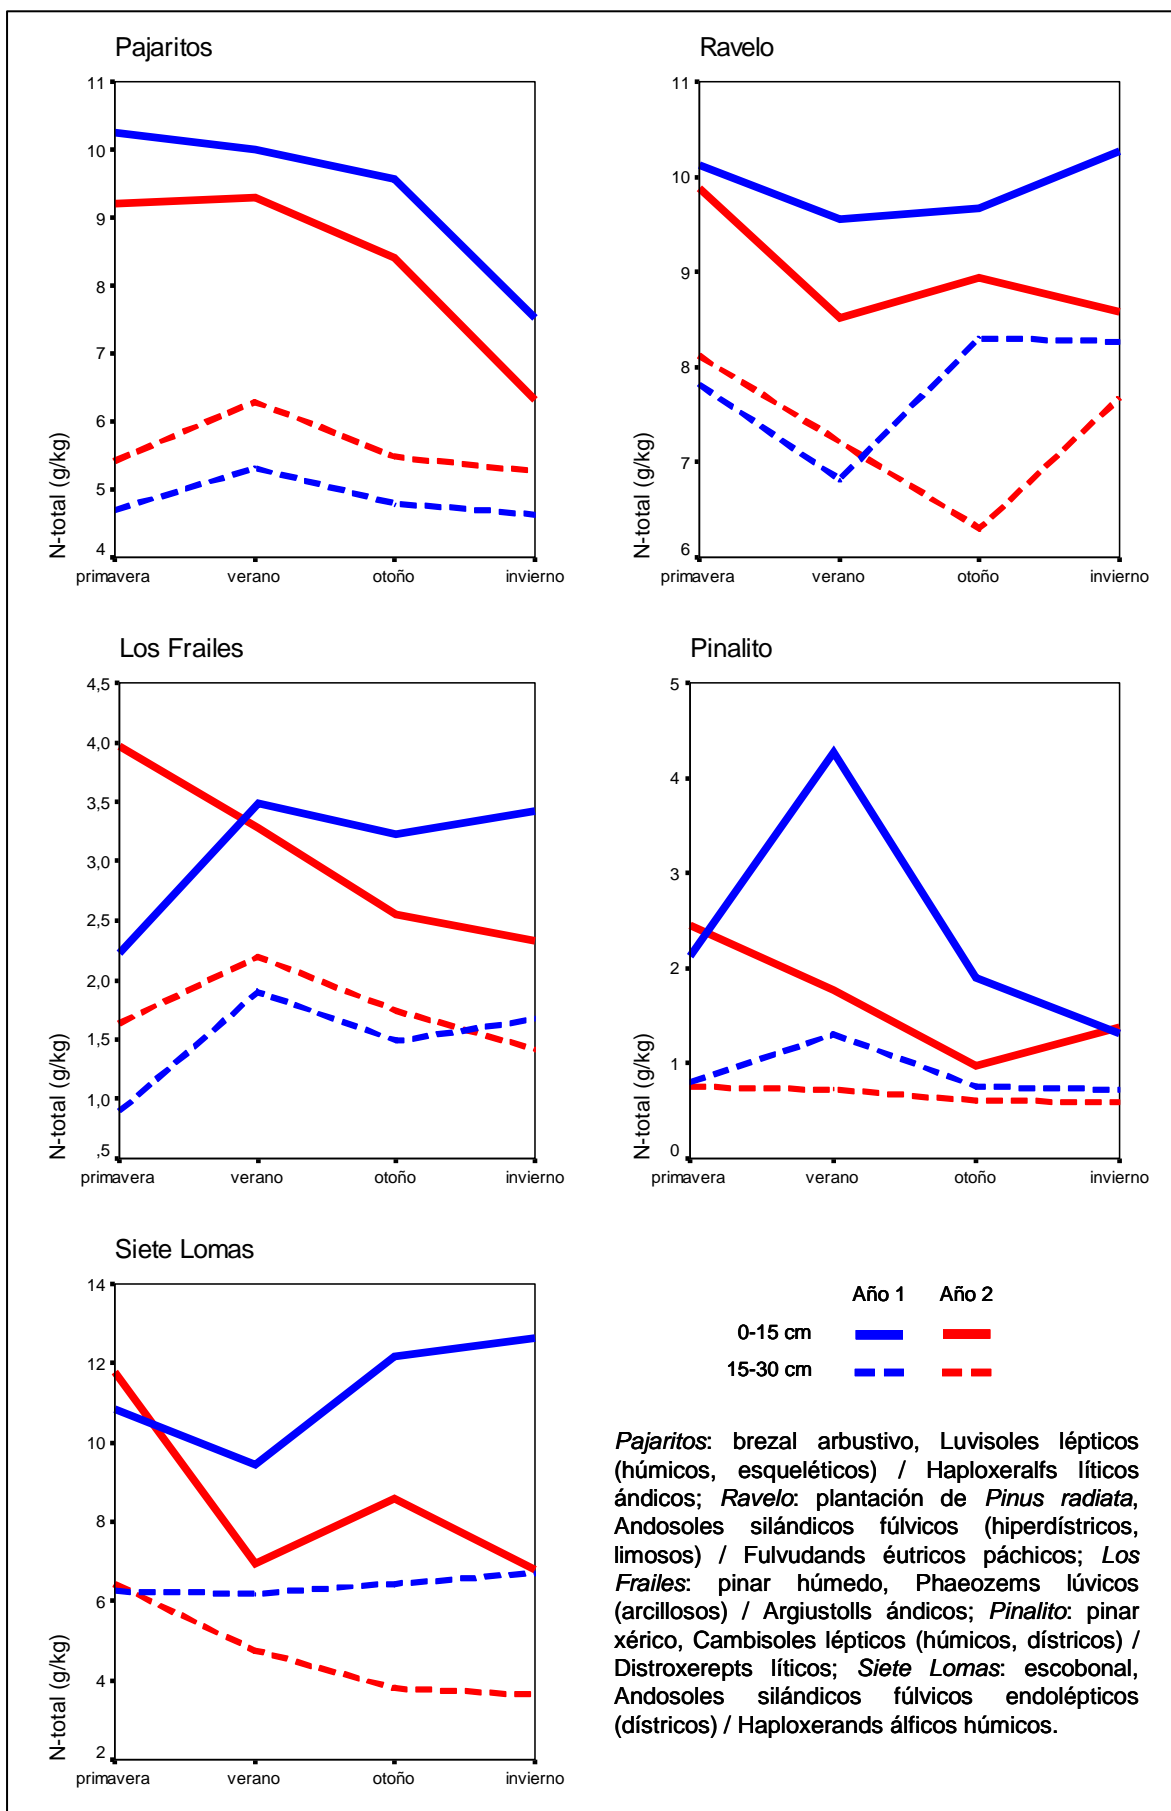 Pajaritos
11
10
9
8
7
6
5
4
N-total (g/kg)
primavera verano otoño invierno
Ravelo
11
10
9
8
7
6
N-total (g/kg)
primavera verano otoño invierno
Los Frailes
4,5
4,0
3,5
3,0
2,5
2,0
1,5
1,0
,5
N-total (g/kg)
primavera verano otoño invierno
Pinalito
5
4
3
2
1
0
N-total (g/kg)
primavera verano otoño invierno
Siete Lomas
14
12
10
8
6
4
2
N-total (g/kg)
primavera verano otoño invierno
Año 1 Año 2
0-15 cm
15-30 cm
Pajaritos: brezal arbustivo, Luvisoles lépticos
(húmicos, esqueléticos) / Haploxeralfs líticos
ándicos; Ravelo: plantación de Pinus radiata,
Andosoles silándicos fúlvicos (hiperdístricos,
limosos) / Fulvudands éutricos páchicos; Los
Frailes: pinar húmedo, Phaeozems lúvicos
(arcillosos) / Argiustolls ándicos; Pinalito: pinar
xérico, Cambisoles lépticos (húmicos, dístricos) /
Distroxerepts líticos; Siete Lomas: escobonal,
Andosoles silándicos fúlvicos endolépticos
(dístricos) / Haploxerands álficos húmicos.